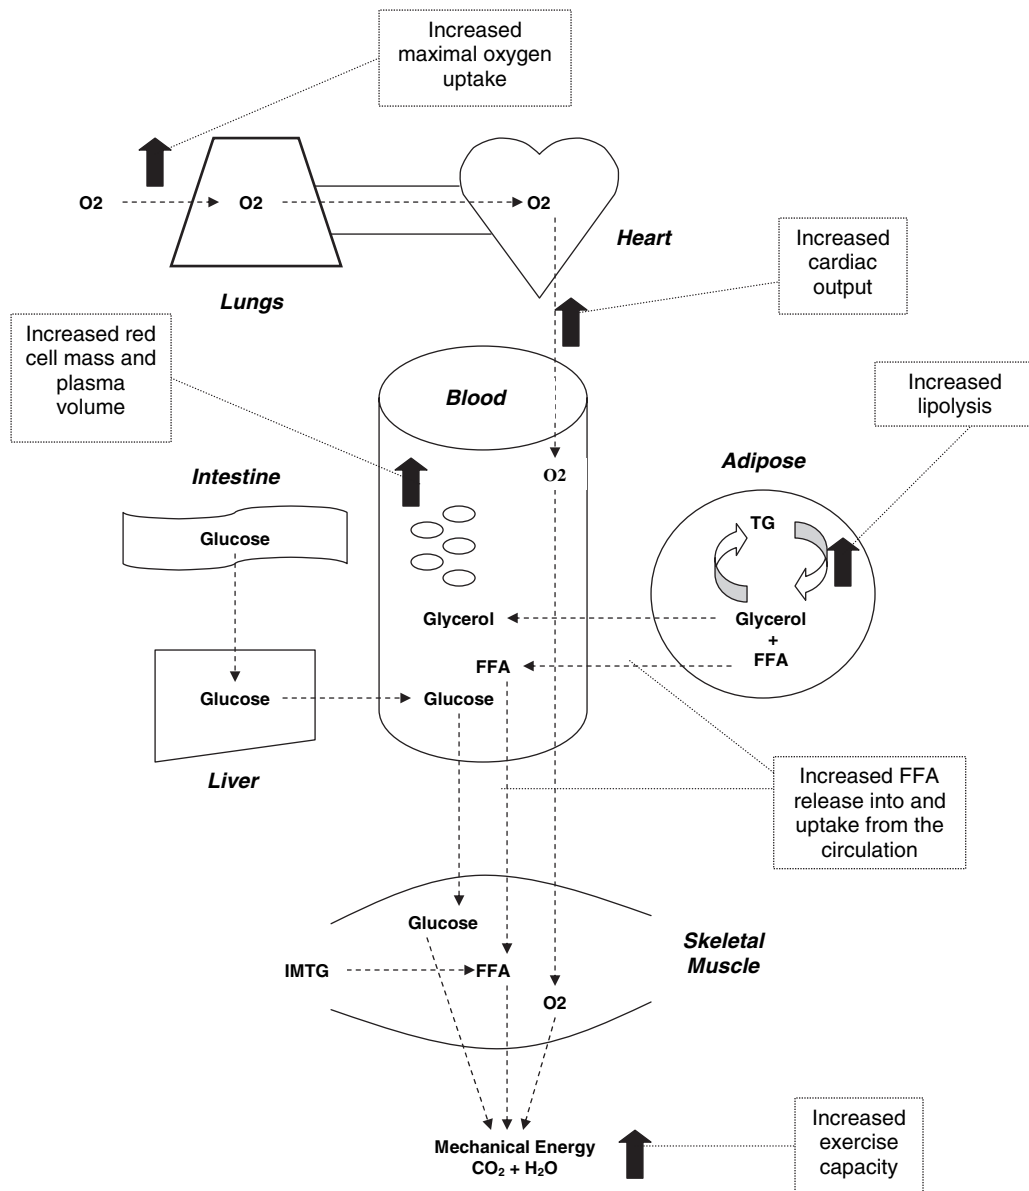 Increased
maximal oxygen
uptake
O2
O2
O2
Heart
Lungs
Increased
cardiac
output
Increased red
cell mass and
plasma
volume
Blood
Increased
lipolysis
Intestine
Glucose
O2
Adipose
TG
Glycerol
+
FFA
Glycerol
FFA
Glucose
Glucose
Liver
Increased FFA
release into and
uptake from the
circulation
Glucose
IMTG
FFA
O2
Skeletal
Muscle
Mechanical Energy
CO₂ + H₂O
Increased
exercise
capacity